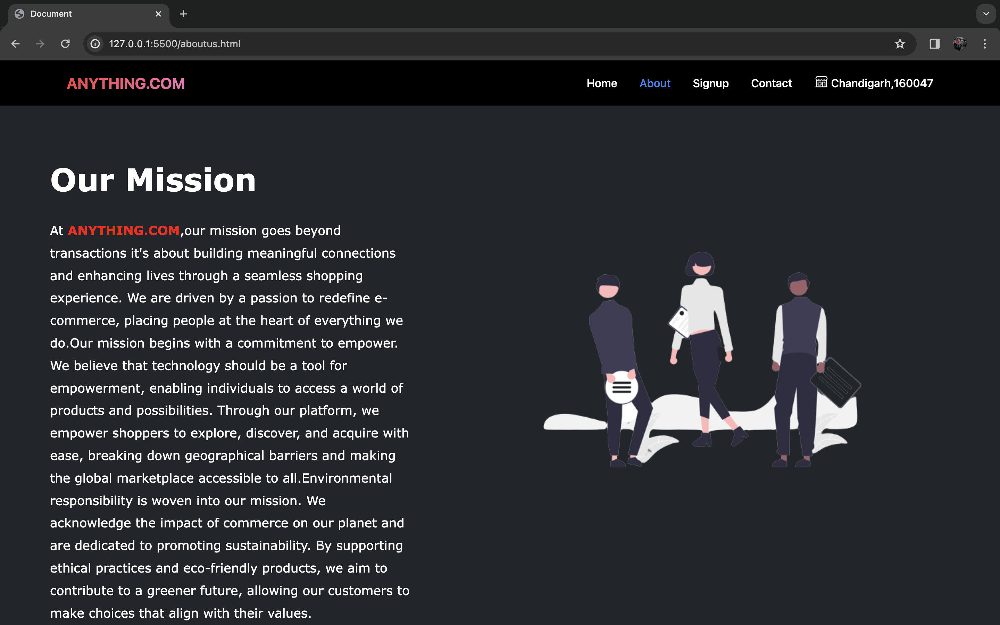 Document
127.0.0.1:5500/aboutus.html
ANYTHING.COM
Home About Signup Contact Chandigarh,160047
Our Mission
At ANYTHING.COM,our mission goes beyond
transactions it's about building meaningful connections
and enhancing lives through a seamless shopping
experience. We are driven by a passion to redefine e-
commerce, placing people at the heart of everything we
do.Our mission begins with a commitment to empower.
We believe that technology should be a tool for
empowerment, enabling individuals to access a world of
products and possibilities. Through our platform, we
empower shoppers to explore, discover, and acquire with
ease, breaking down geographical barriers and making
the global marketplace accessible to all.Environmental
responsibility is woven into our mission. We
acknowledge the impact of commerce on our planet and
are dedicated to promoting sustainability. By supporting
ethical practices and eco-friendly products, we aim to
contribute to a greener future, allowing our customers to
make choices that align with their values.